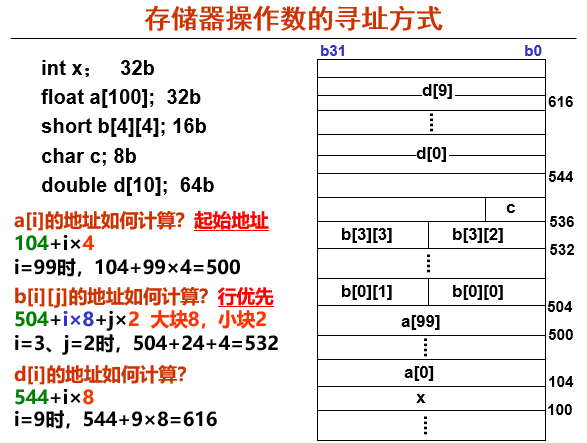 存储器操作数的寻址方式
int x； 32b
float a[100]; 32b
short b[4][4]; 16b
char c; 8b
double d[10]; 64b
a[i]的地址如何计算？起始地址
104+i×4
i=99时，104+99×4=500
b[i][j]的地址如何计算？行优先
504+i×8+j×2 大块8，小块2
i=3、j=2时，504+24+4=532
d[i]的地址如何计算？
544+i×8
i=9时，544+9×8=616
b31 b0
d[9]
616
d[0]
544
c
536
b[3][3] b[3][2]
532
b[0][1] b[0][0]
504
a[99]
500
a[0]
104
x
100